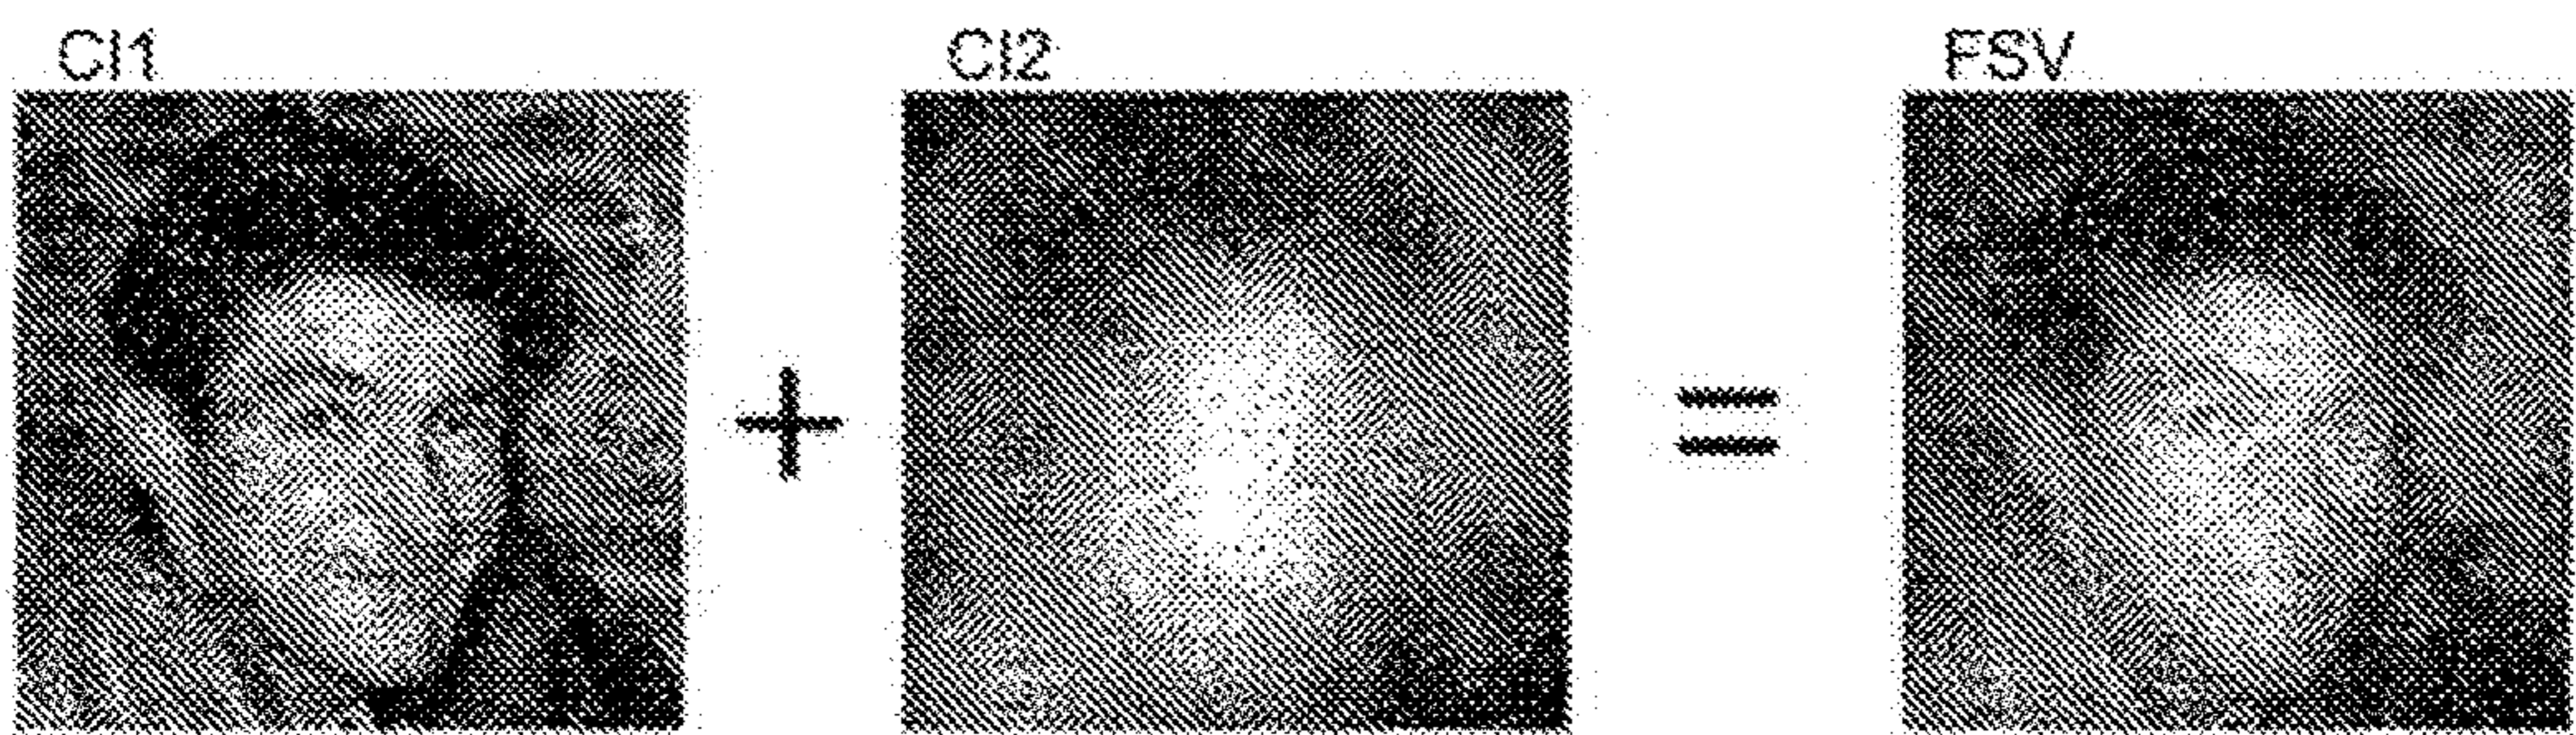 CI1 CI2 FSV
+ =